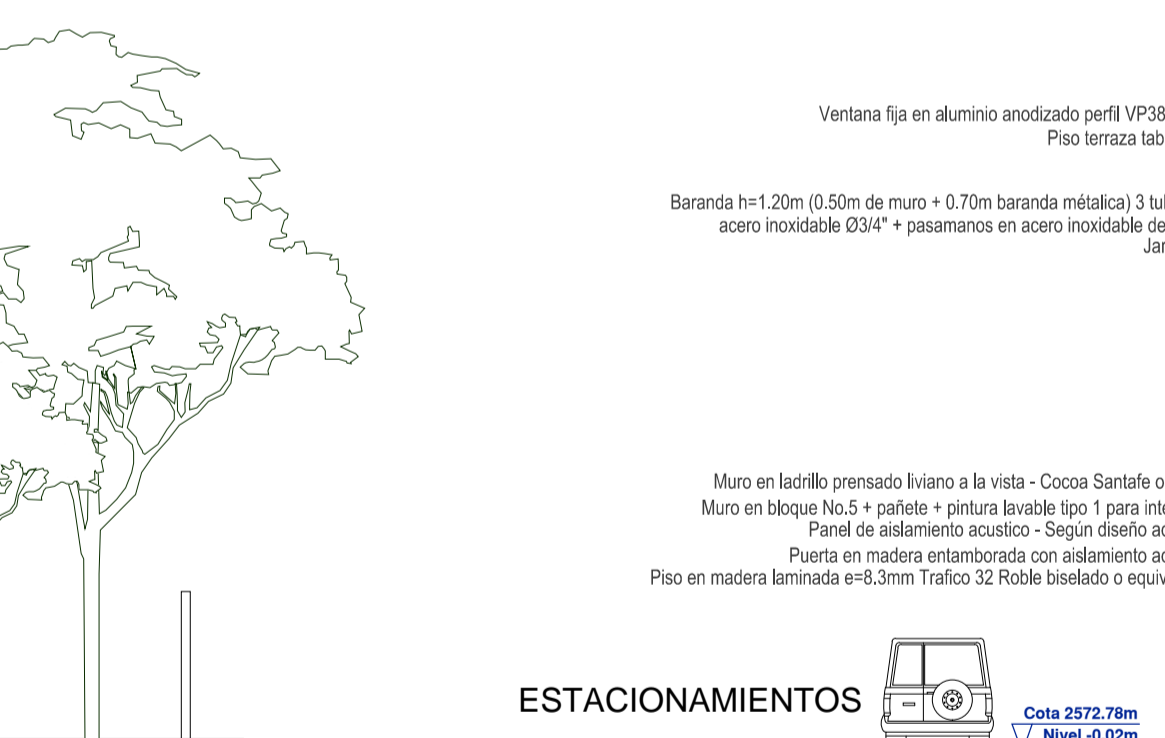 Ventana fija en aluminio anodizado perfil VP38
Piso terraza tab
Baranda h=1.20m (0.50m de muro + 0.70m baranda métalica) 3 tu
acero inoxidable Ø3/4" + pasamanos en acero inoxidable de
Jar
Muro en ladrillo prensado liviano a la vista - Cocoa Santafe o
Muro en bloque No.5 + pañete + pintura lavable tipo 1 para inte
Panel de aislamiento acustico - Según diseño ac
Puerta en madera entamborada con aislamiento ac
Piso en madera laminada e=8.3mm Trafico 32 Roble biselado o equiv
ESTACIONAMIENTOS
Cota 2572.78m
Nivel -0.02m